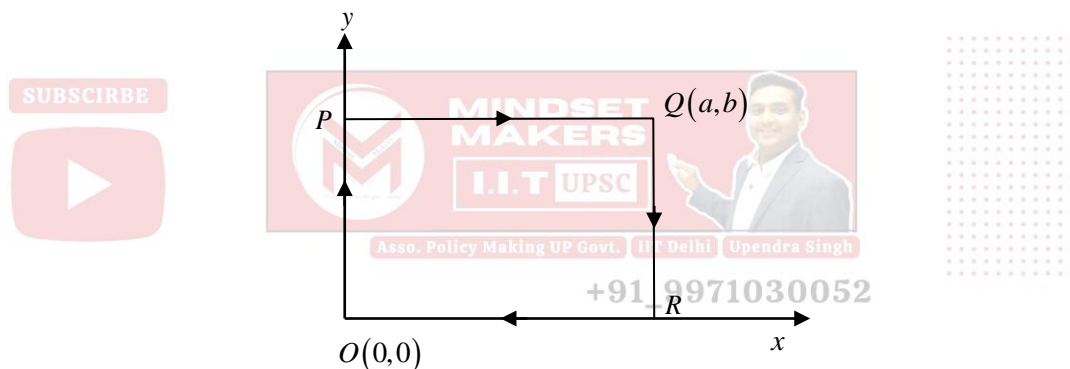 y
SUBSCIRBE
MINDSET
MAKERS
I.I.T UPSC
P
Q(a,b)
Asso. Policy Making UP Govt. IIT Delhi Upendra Singh
+91_9971030052
R
O(0,0)
x